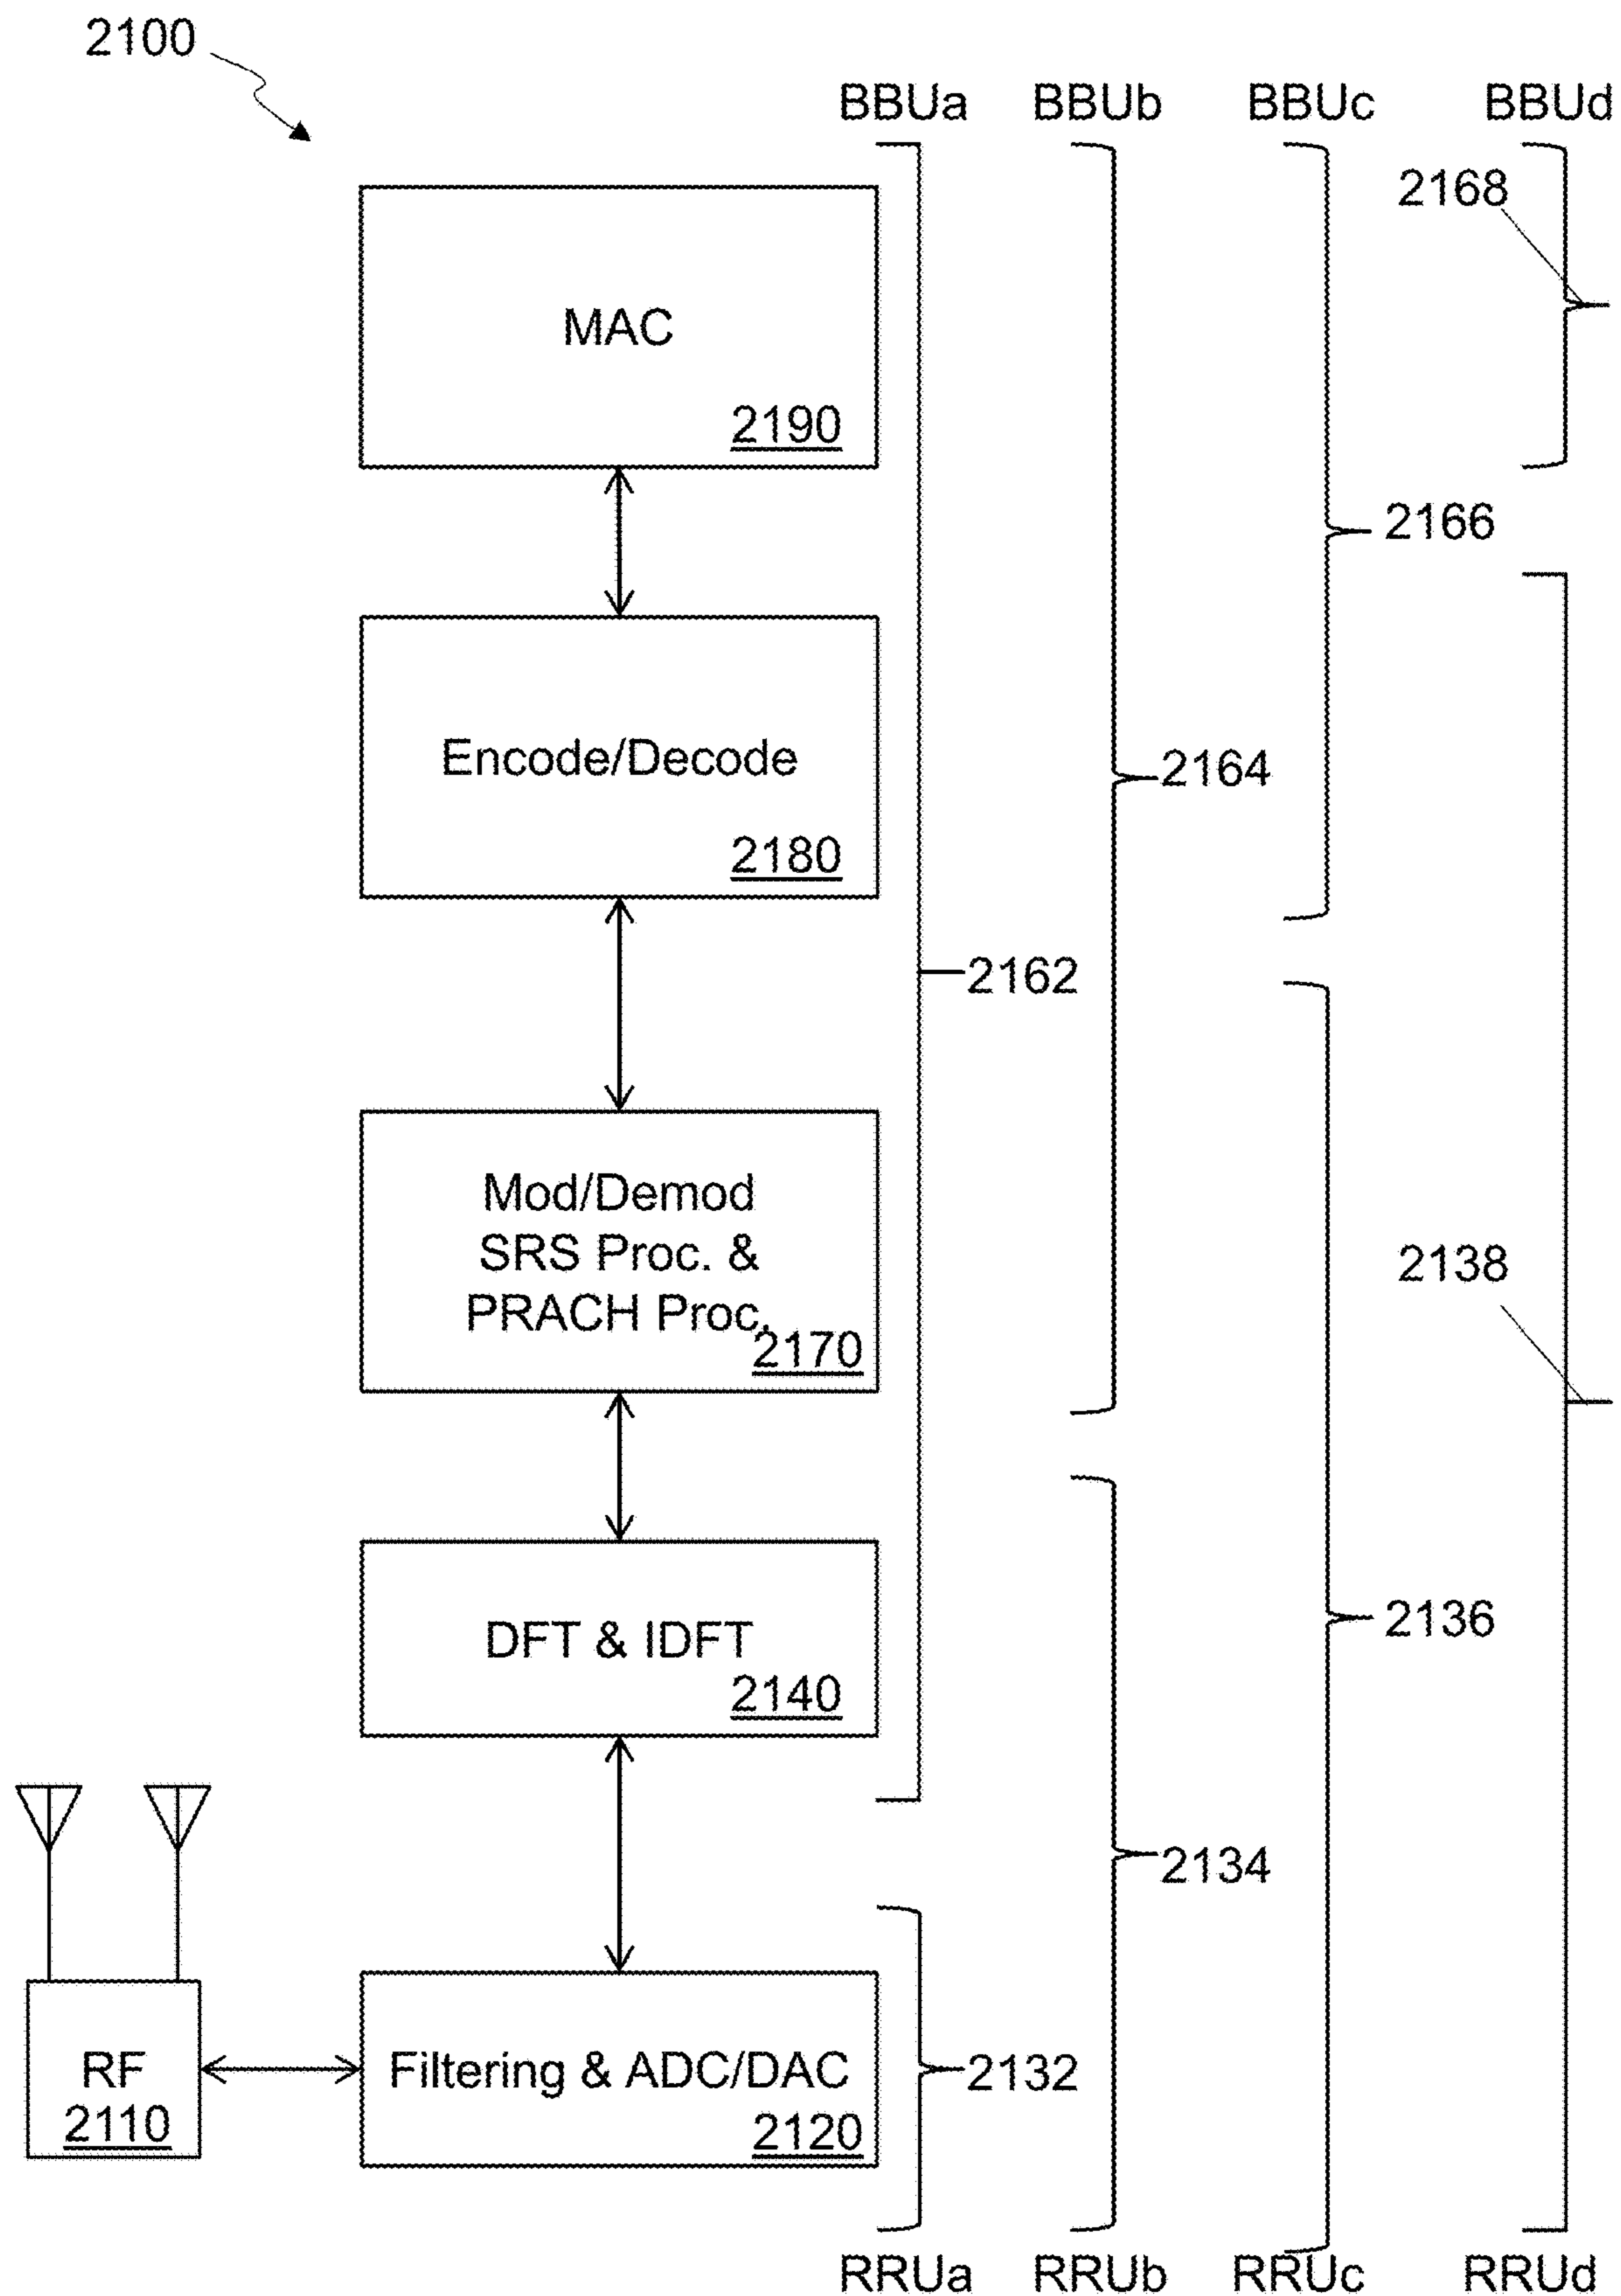 2100
BBUa BBUb BBUc BBUd
2168
MAC
2190
2166
Encode/Decode
2180
2164
2162
Mod/Demod
SRS Proc. &
PRACH Proc.
2170
2138
DFT & IDFT
2140
2136
2134
RF
2110
Filtering & ADC/DAC
2120
2132
RRUa RRUb RRUc RRUd